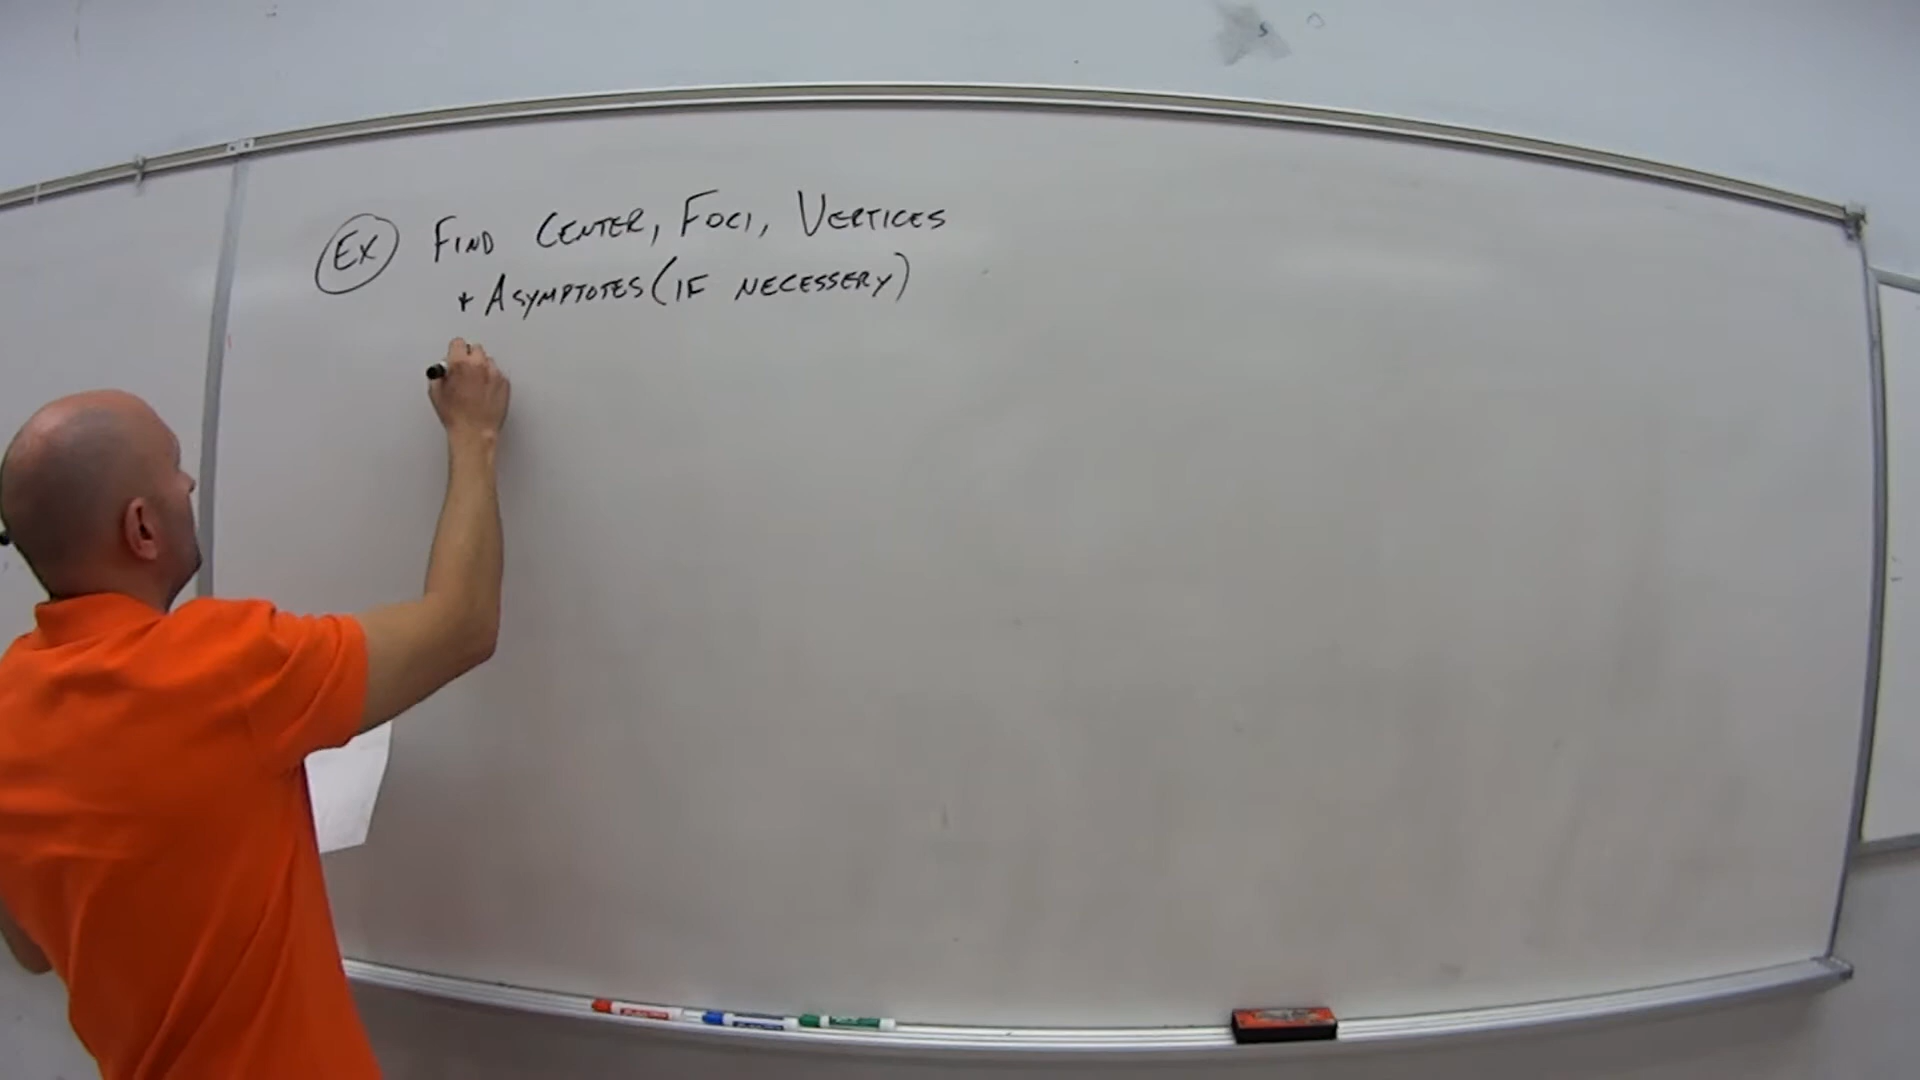 EX FIND CENTER, FOCI, VERTICES
+ ASYMPTOTES (IF NECESSERY)